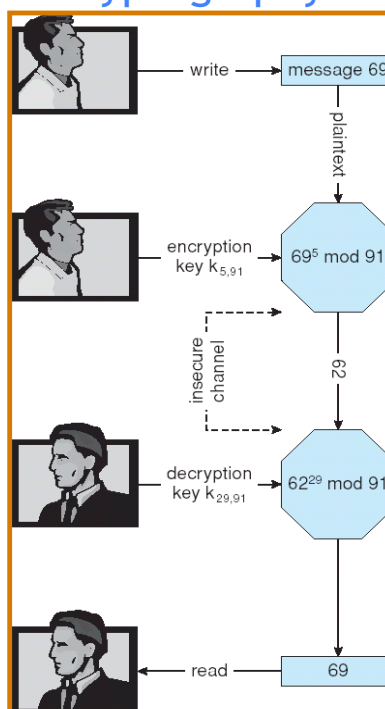 write
message 69
plaintext
encryption
key k₅,₉₁
69⁵ mod 91
insecure
channel
62
decryption
key k₂₉,₉₁
62²⁹ mod 91
read
69